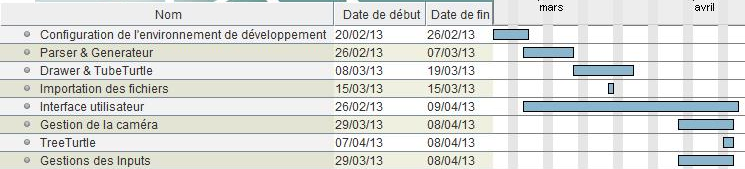 mars avril
Nom Date de début Date de fin
Configuration de l'environnement de développement 20/02/13 26/02/13
Parser & Generateur 26/02/13 07/03/13
Drawer & TubeTurtle 08/03/13 19/03/13
Importation des fichiers 15/03/13 15/03/13
Interface utilisateur 26/02/13 09/04/13
Gestion de la caméra 29/03/13 08/04/13
TreeTurtle 07/04/13 08/04/13
Gestions des Inputs 29/03/13 08/04/13